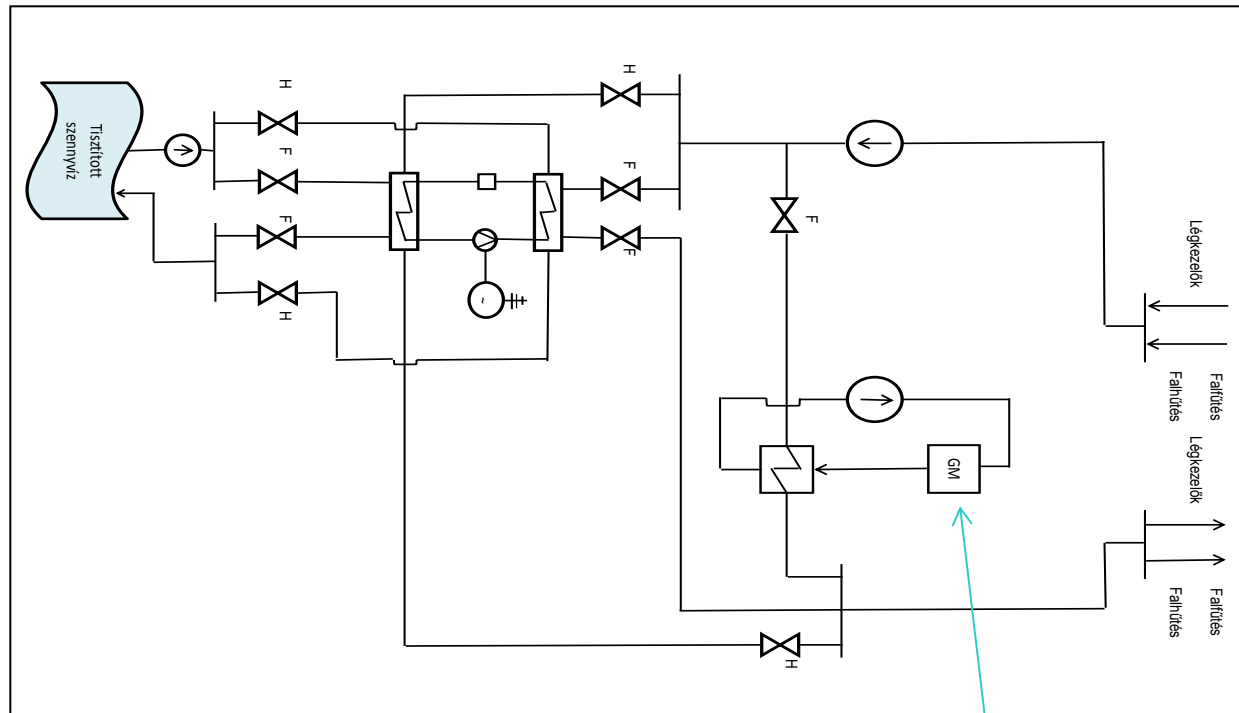 Tisztított
szennyvíz
H
F
F
H
H
F
F
F
H
~
GM
Légkezelők
Falhűtés
Falfűtés
Légkezelők
Falhűtés
Falfűtés